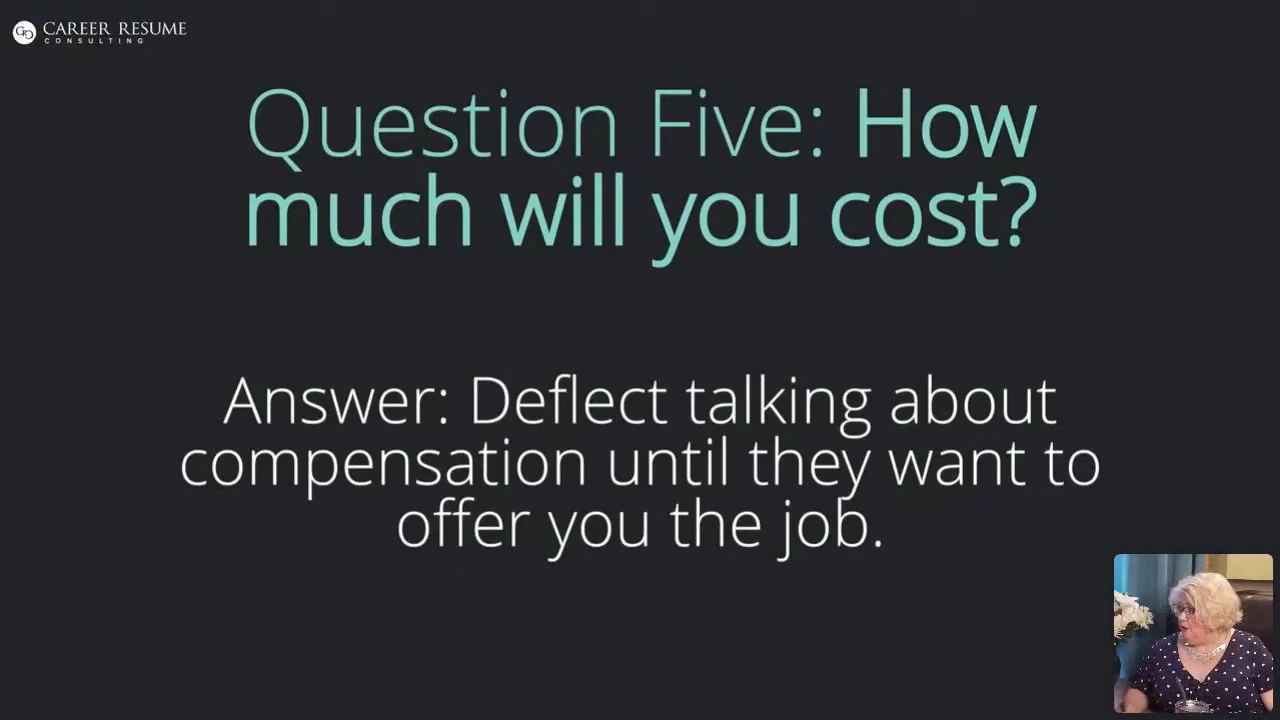 CAREER RESUME
CONSULTING
Question Five: How
much will you cost?
Answer: Deflect talking about
compensation until they want to
offer you the job.